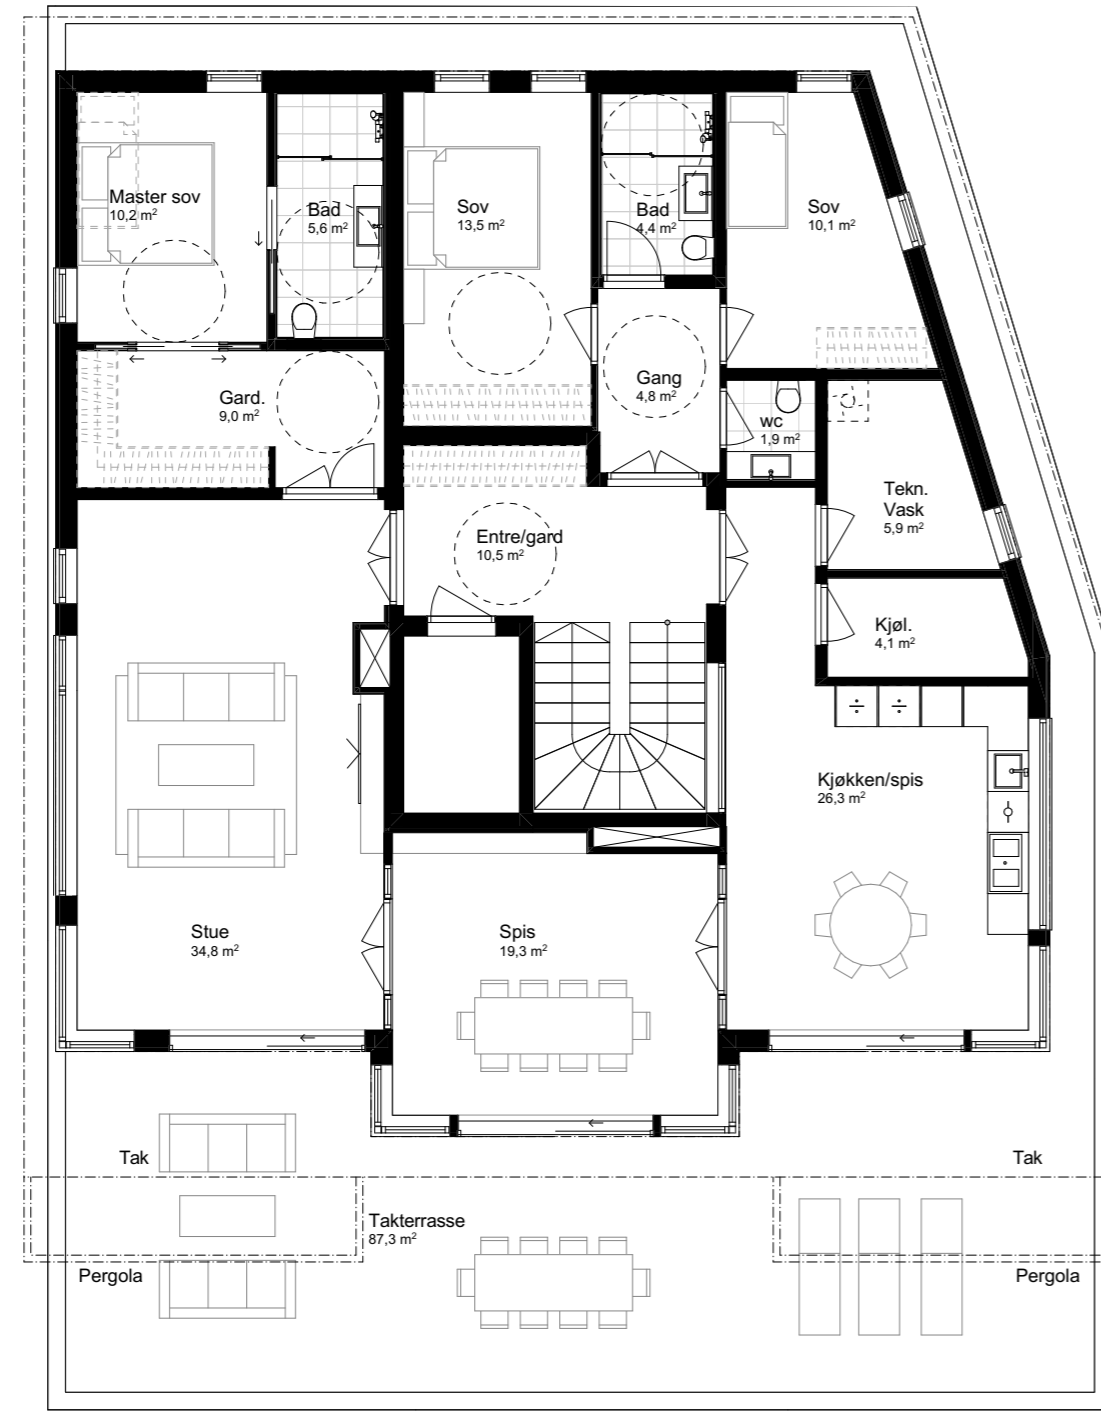 Master sov
10,2 m²
Bad
5,6 m²
Sov
13,5 m²
Bad
4,4 m²
Sov
10,1 m²
Gard.
9,0 m²
Gang
4,8 m²
wc
1,9 m²
Tekn.
Vask
5,9 m²
Entre/gard
10,5 m²
Kjøl.
4,1 m²
Kjøkken/spis
26,3 m²
Stue
34,8 m²
Spis
19,3 m²
Tak
Tak
Takterrasse
87,3 m²
Pergola
Pergola